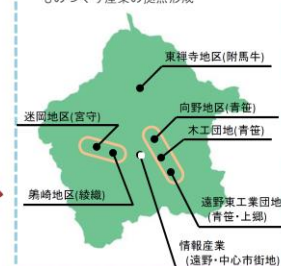 ものづくり産業の拠点形成
東禅寺地区(附馬牛)
向野地区(青笹)
迷岡地区(宮守)
木工団地(青笹)
鵢崎地区(綾織)
遠野東工業団地
(青笹・上郷)
情報産業
(遠野・中心市街地)